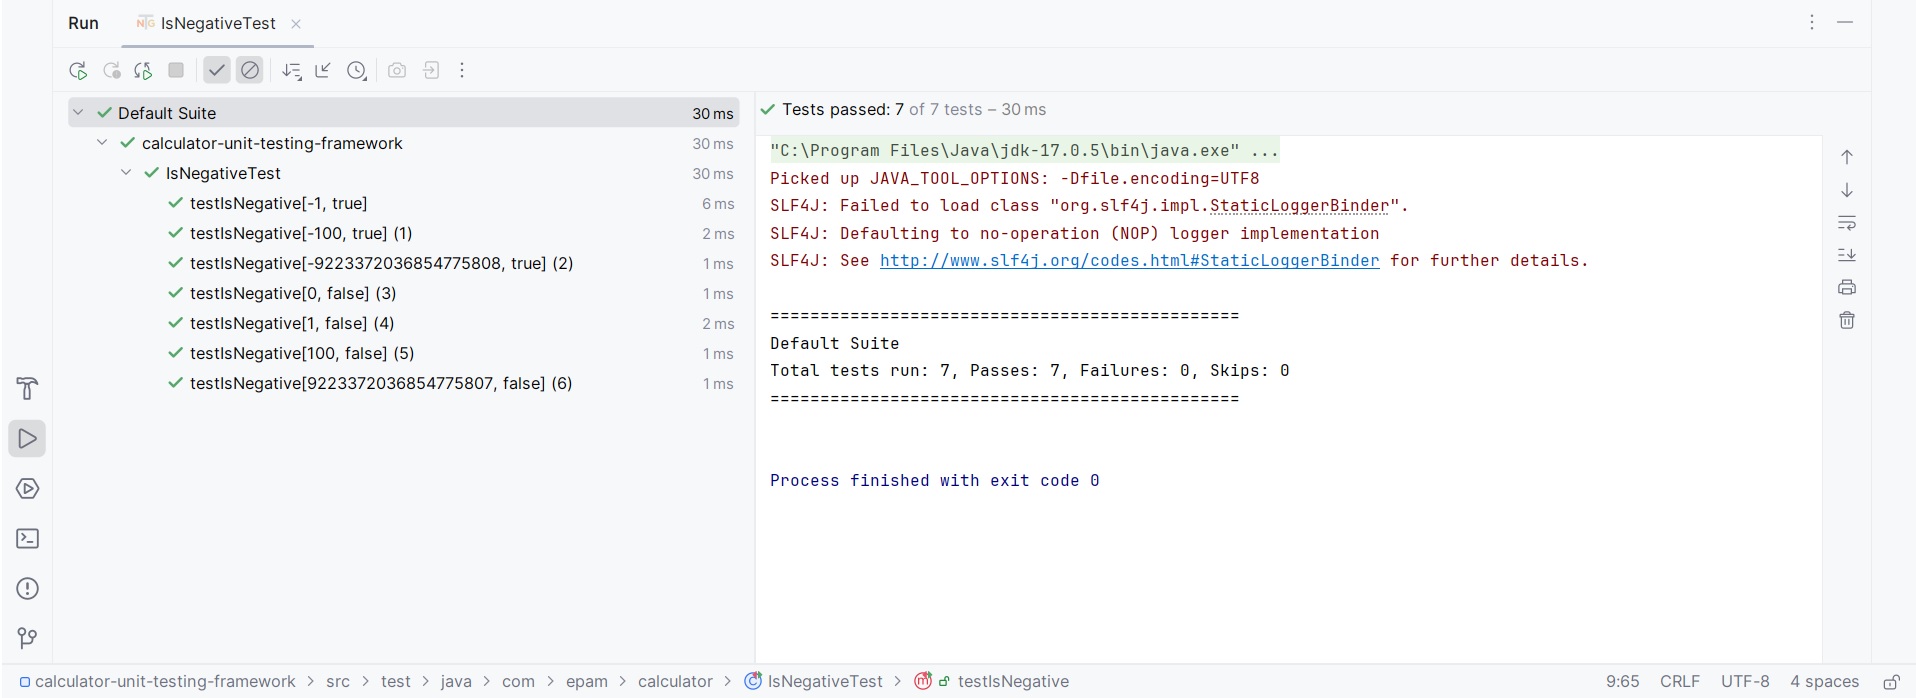 Run IsNegativeTest
Default Suite 30 ms
calculator-unit-testing-framework 30 ms
IsNegativeTest 30 ms
testIsNegative[-1, true] 6 ms
testIsNegative[-100, true] (1) 2 ms
testIsNegative[-9223372036854775808, true] (2) 1 ms
testIsNegative[0, false] (3) 1 ms
testIsNegative[1, false] (4) 2 ms
testIsNegative[100, false] (5) 1 ms
testIsNegative[9223372036854775807, false] (6) 1 ms
Tests passed: 7 of 7 tests – 30 ms
"C:\Program Files\Java\jdk-17.0.5\bin\java.exe" ...
Picked up JAVA_TOOL_OPTIONS: -Dfile.encoding=UTF8
SLF4J: Failed to load class "org.slf4j.impl.StaticLoggerBinder".
SLF4J: Defaulting to no-operation (NOP) logger implementation
SLF4J: See http://www.slf4j.org/codes.html#StaticLoggerBinder for further details.
===============================================
Default Suite
Total tests run: 7, Passes: 7, Failures: 0, Skips: 0
===============================================
Process finished with exit code 0
calculator-unit-testing-framework > src > test > java > com > epam > calculator > IsNegativeTest > testIsNegative 9:65 CRLF UTF-8 4 spaces